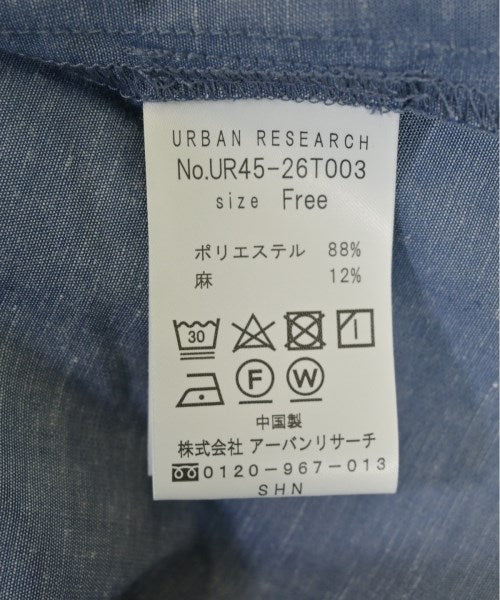 URBAN RESEARCH
No.UR45-26T003
size Free
ポリエステル 88%
麻 12%
30
F W
中国製
株式会社 アーバンリサーチ
0120-967-013
SHN